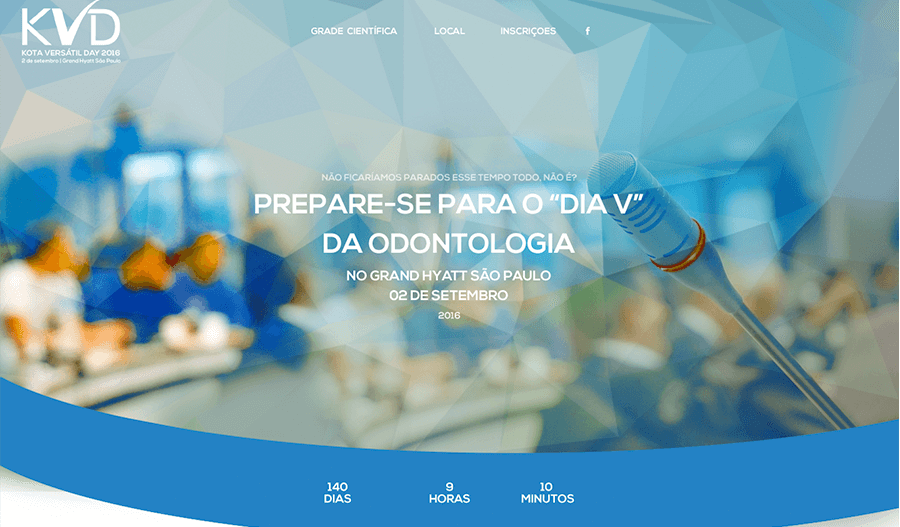 KVD
KOTA VERSÁTIL DAY 2016
2 de setembro | Grand Hyatt São Paulo
GRADE CIENTÍFICA LOCAL INSCRIÇOES f
NÃO FICARÍAMOS PARADOS ESSE TEMPO TODO, NÃO É?
PREPARE-SE PARA O “DIA V”
DA ODONTOLOGIA
NO GRAND HYATT SÃO PAULO
02 DE SETEMBRO
2016
140 9 10
DIAS HORAS MINUTOS